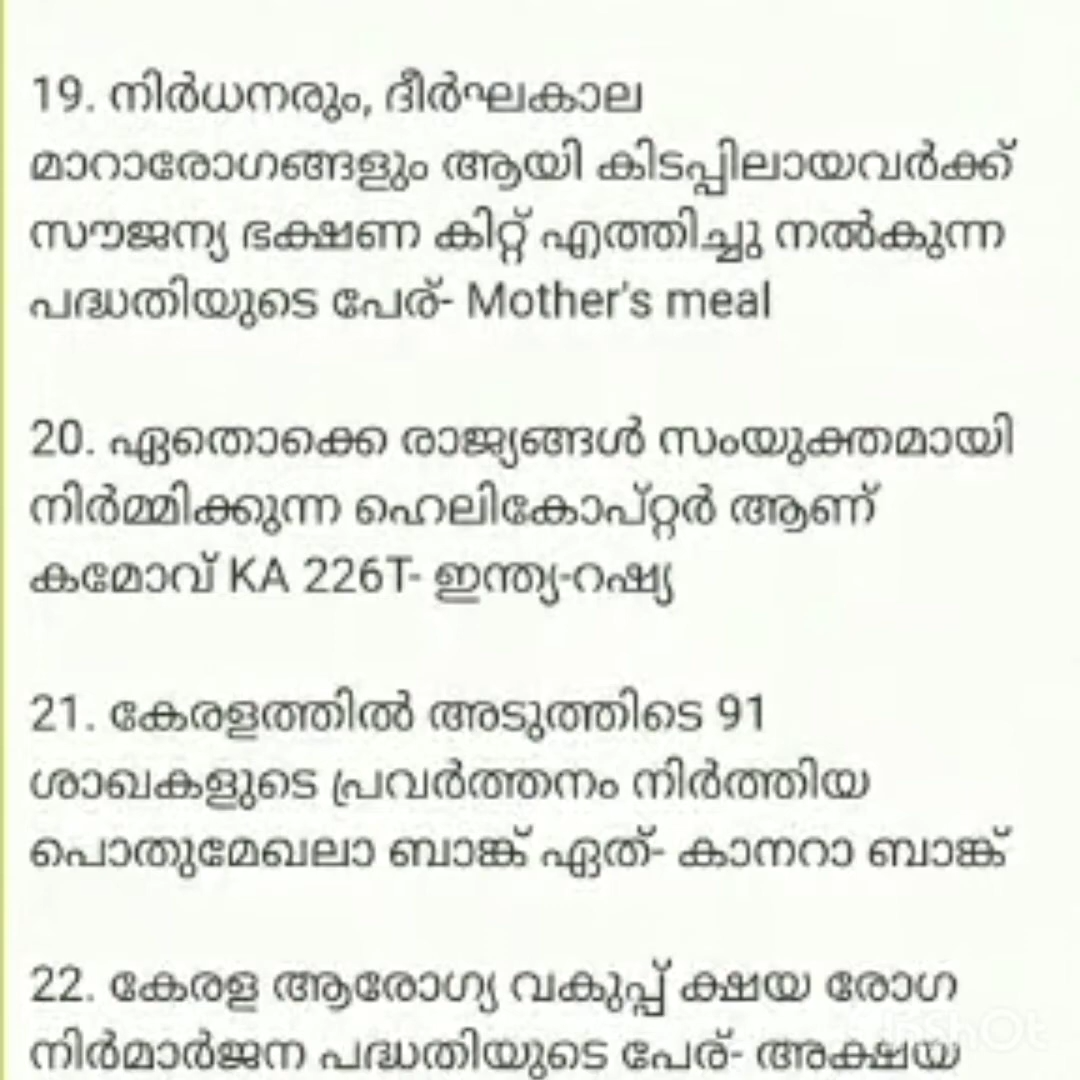 19. നിർധനരും, ദീർഘകാല
മാറാരോഗങ്ങളും ആയി കിടപ്പിലായവർക്ക്
സൗജന്യ ഭക്ഷണ കിറ്റ് എത്തിച്ചു നൽകുന്ന
പദ്ധതിയുടെ പേര്- Mother's meal
20. ഏതൊക്കെ രാജ്യങ്ങൾ സംയുക്തമായി
നിർമ്മിക്കുന്ന ഹെലികോപ്റ്റർ ആണ്
കമോവ് KA 226T- ഇന്ത്യ-റഷ്യ
21. കേരളത്തിൽ അടുത്തിടെ 91
ശാഖകളുടെ പ്രവർത്തനം നിർത്തിയ
പൊതുമേഖലാ ബാങ്ക് ഏത്- കാനറാ ബാങ്ക്
22. കേരള ആരോഗ്യ വകുപ്പ് ക്ഷയ രോഗ
നിർമാർജന പദ്ധതിയുടെ പേര്- അക്ഷയ
InShOt